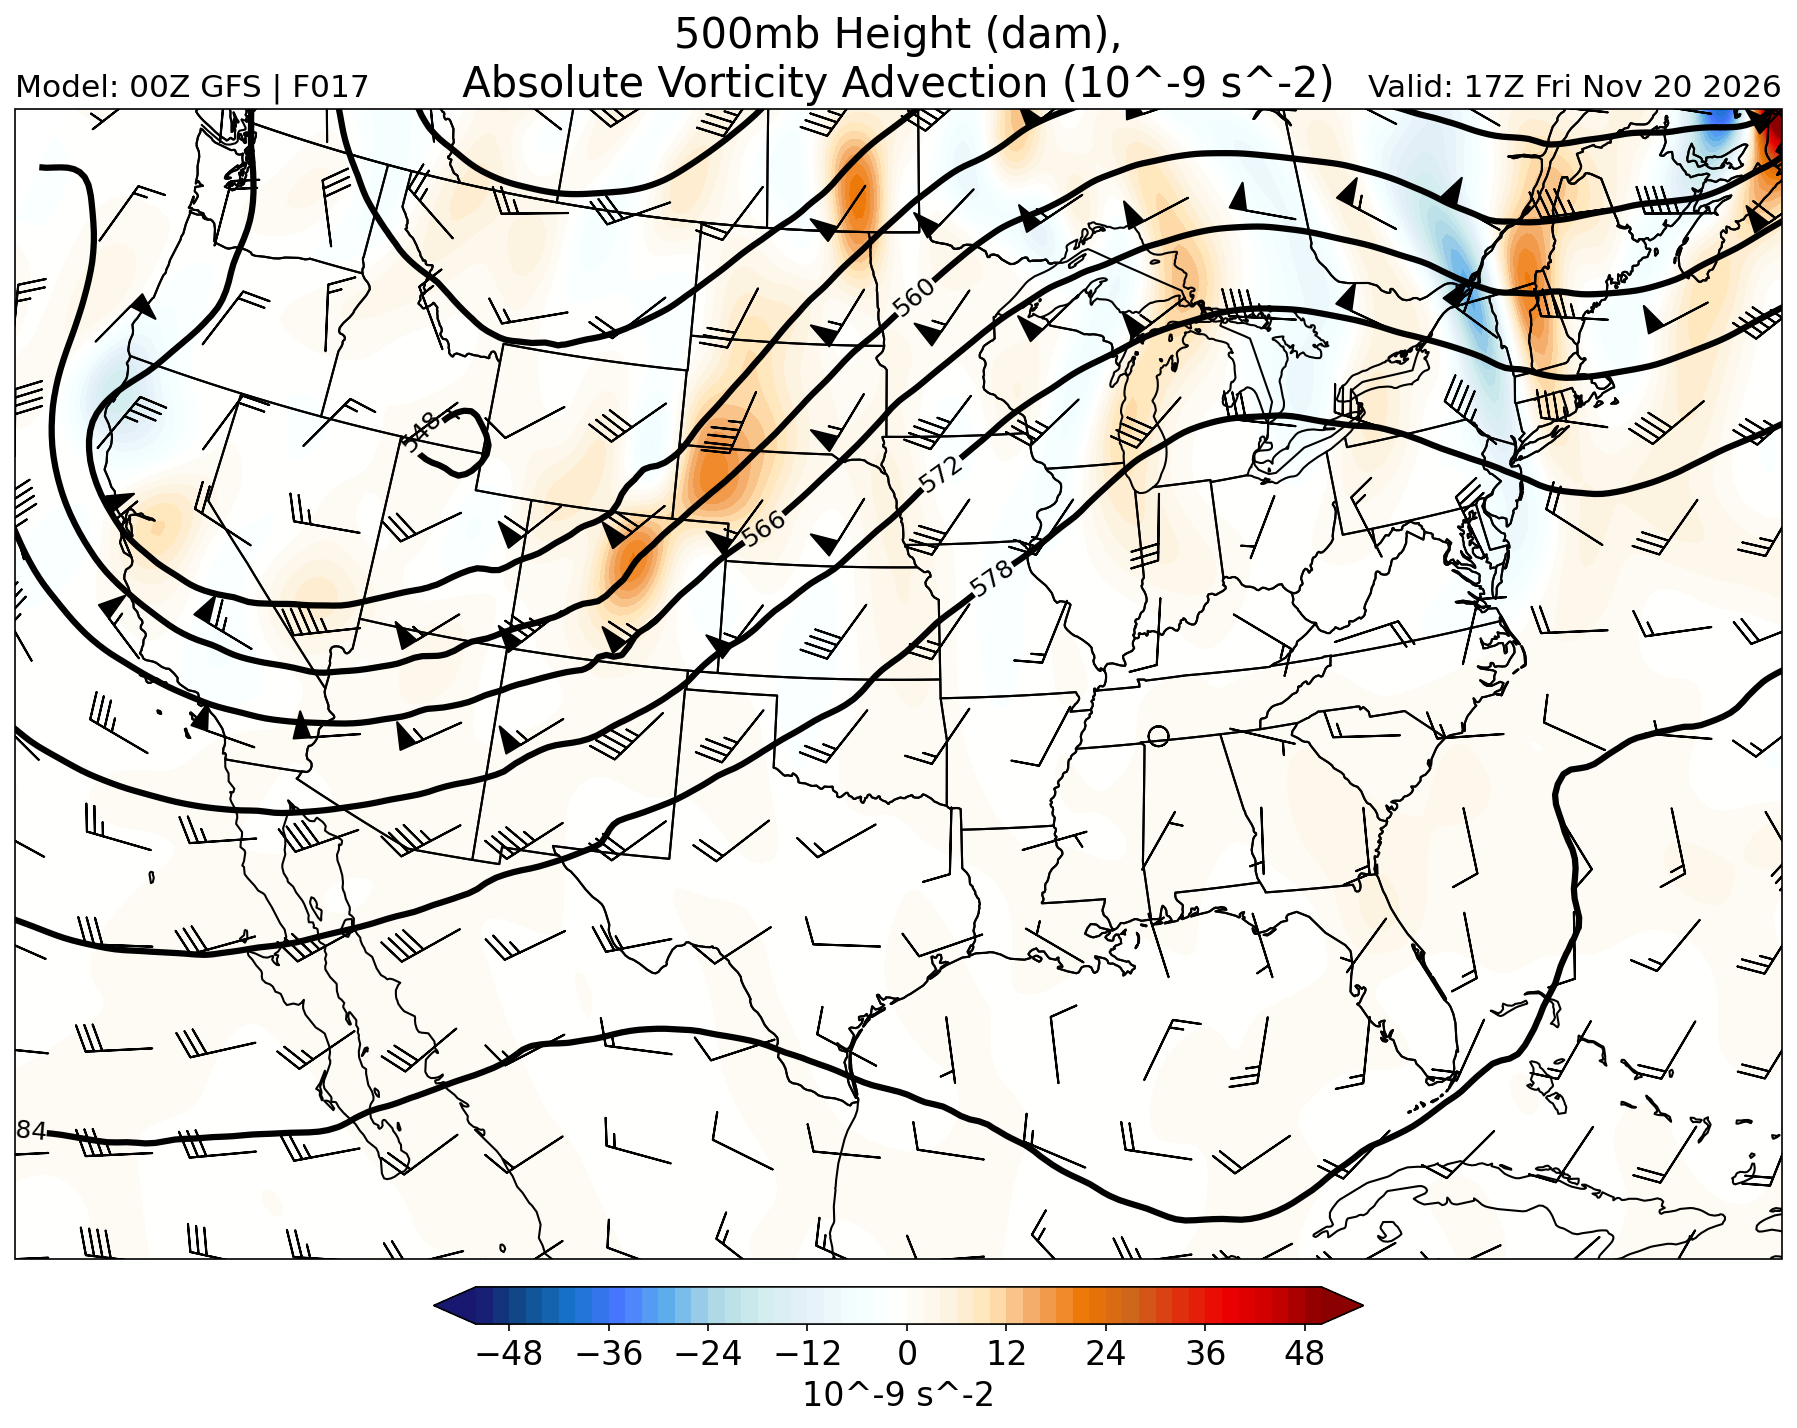 500mb Height (dam),
Model: 00Z GFS | F017
Absolute Vorticity Advection (10^-9 s^-2)
Valid: 17Z Fri Nov 20 2026
560
548
572
566
578
84
−48 −36 −24 −12 0 12 24 36 48
10^-9 s^-2